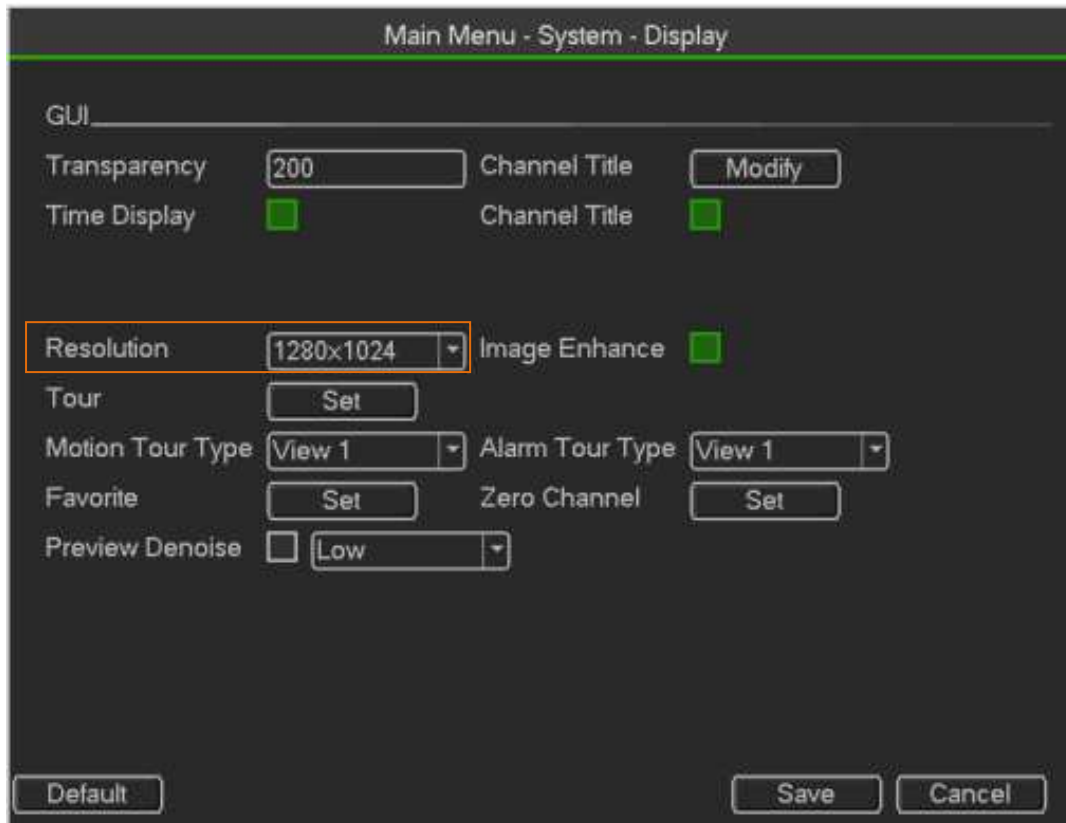 Main Menu - System - Display
GUI
Transparency 200 Channel Title Modify
Time Display Channel Title
Resolution 1280x1024 Image Enhance
Tour Set
Motion Tour Type View 1 Alarm Tour Type View 1
Favorite Set Zero Channel Set
Preview Denoise Low
Default Save Cancel